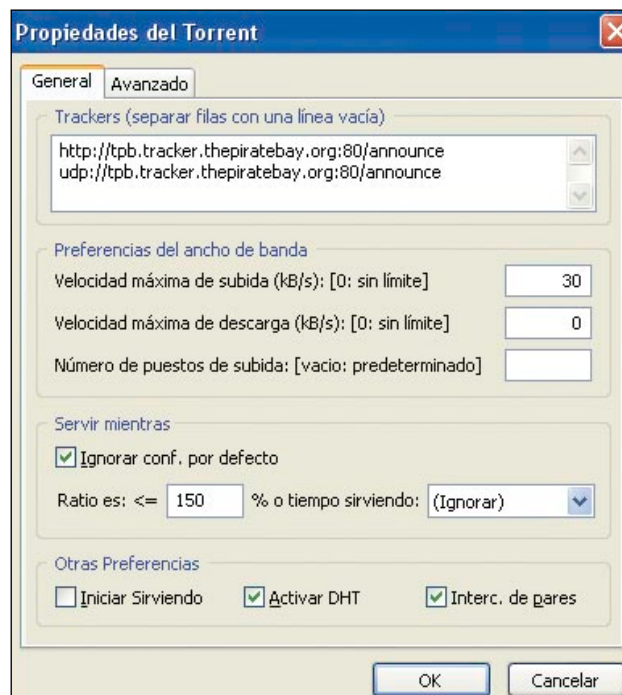 Propiedades del Torrent
General
Avanzado
Trackers (separar filas con una línea vacía)
http://tpb.tracker.thepiratebay.org:80/announce
udp://tpb.tracker.thepiratebay.org:80/announce
Preferencias del ancho de banda
Velocidad máxima de subida (kB/s): [0: sin límite] 30
Velocidad máxima de descarga (kB/s): [0: sin límite] 0
Número de puestos de subida: [vacio: predeterminado]
Servir mientras
Ignorar conf. por defecto
Ratio es: <= 150 % o tiempo sirviendo: (Ignorar)
Otras Preferencias
Iniciar Sirviendo Activar DHT Interc. de pares
OK Cancelar